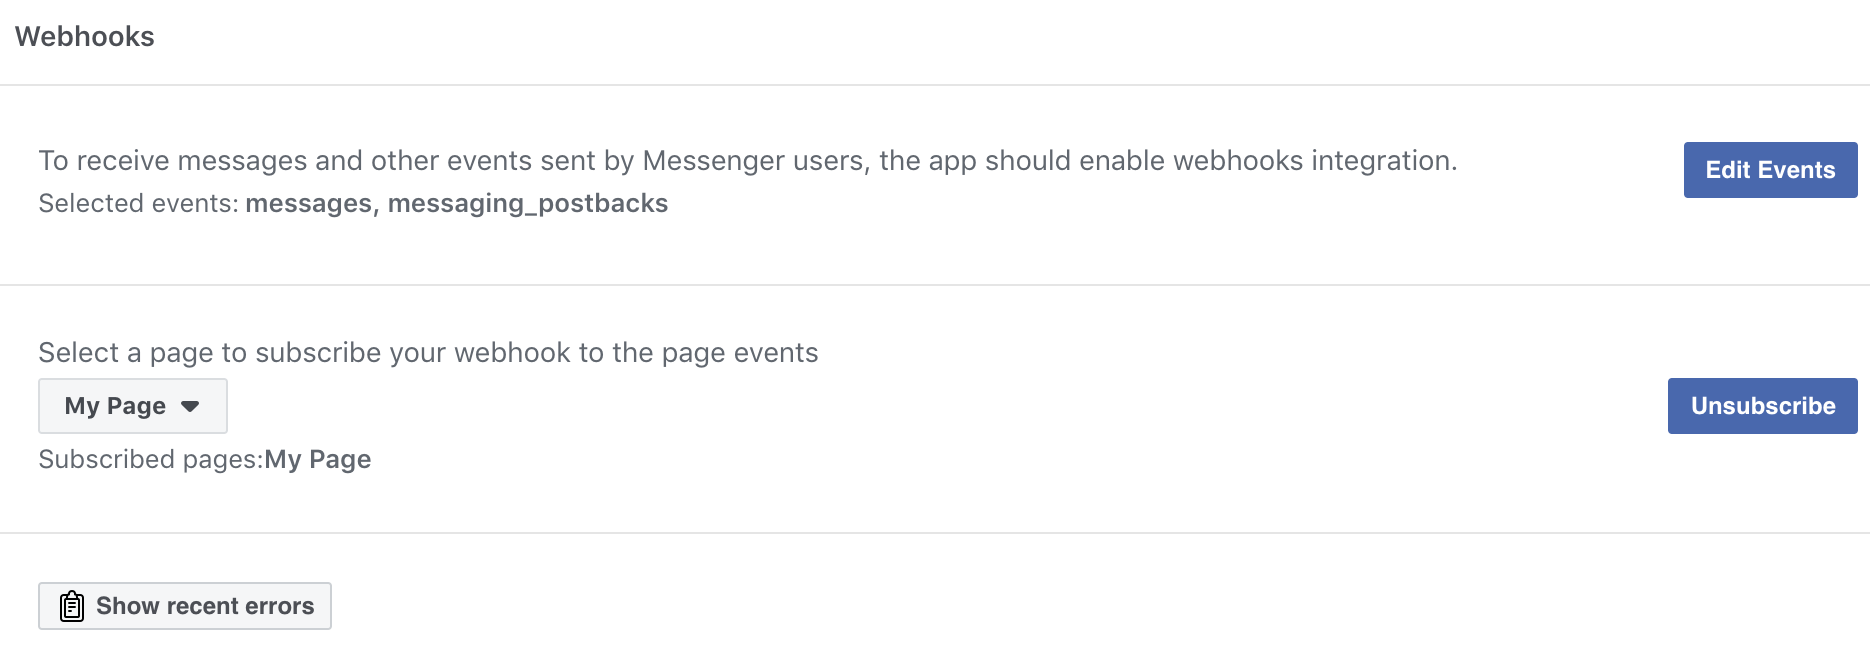 Webhooks
To receive messages and other events sent by Messenger users, the app should enable webhooks integration.
Edit Events
Selected events: messages, messaging_postbacks
Select a page to subscribe your webhook to the page events
My Page
Unsubscribe
Subscribed pages:My Page
Show recent errors